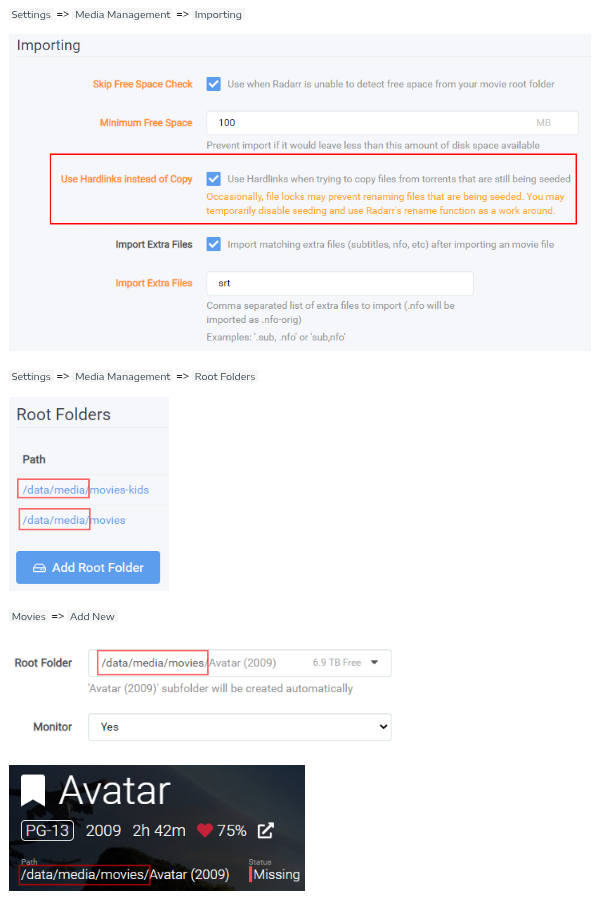 Settings => Media Management => Importing
Importing
Skip Free Space Check Use when Radarr is unable to detect free space from your movie root folder
Minimum Free Space 100 MB
Prevent import if it would leave less than this amount of disk space available
Use Hardlinks instead of Copy Use Hardlinks when trying to copy files from torrents that are still being seeded
Occasionally, file locks may prevent renaming files that are being seeded. You may
temporarily disable seeding and use Radarr's rename function as a work around.
Import Extra Files Import matching extra files (subtitles, nfo, etc) after importing an movie file
Import Extra Files srt
Comma separated list of extra files to import (.nfo will be
imported as .nfo-orig)
Examples: '.sub, .nfo' or 'sub,nfo'
Settings => Media Management => Root Folders
Root Folders
Path
/data/media/movies-kids
/data/media/movies
Add Root Folder
Movies => Add New
Root Folder /data/media/movies/Avatar (2009) 6.9 TB Free
'Avatar (2009)' subfolder will be created automatically
Monitor Yes
Avatar
PG-13 2009 2h 42m 75%
Path Status
/data/media/movies/Avatar (2009) Missing